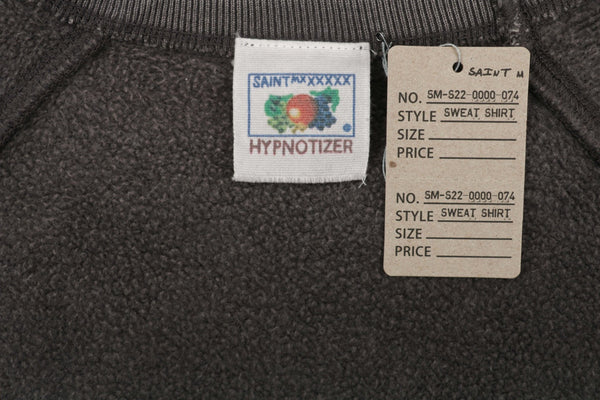 SAINT MXXXXXX
HYPNOTIZER
SAINT M
NO. SM-S22-0000-074
STYLE SWEAT SHIRT
SIZE
PRICE
NO. SM-S22-0000-074
STYLE SWEAT SHIRT
SIZE
PRICE